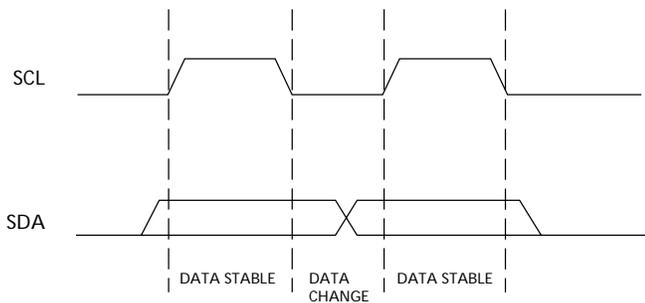 SCL
SDA
DATA STABLE
DATA
CHANGE
DATA STABLE